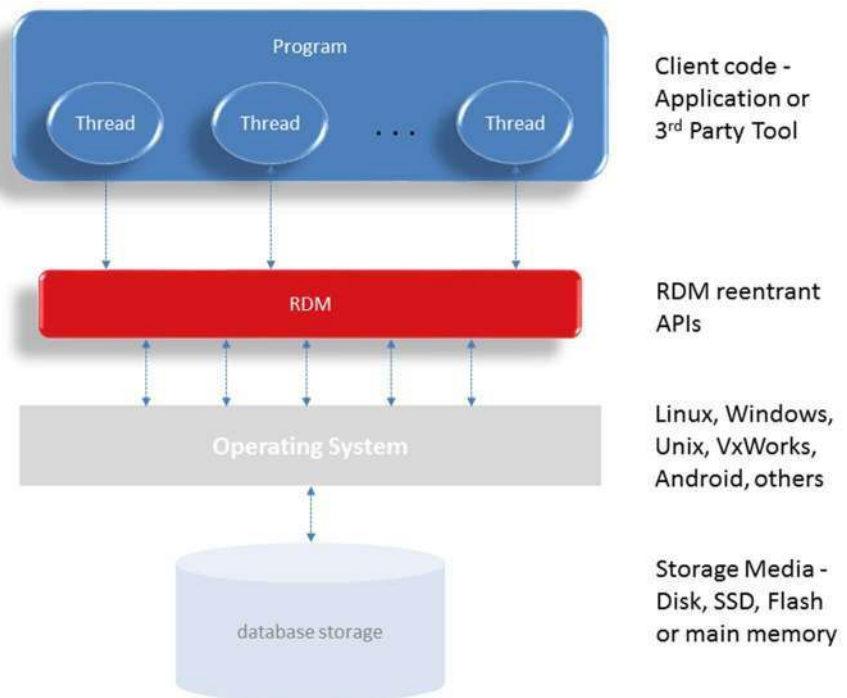 Program
Thread
Thread
. . .
Thread
Client code -
Application or
3rd Party Tool
RDM
RDM reentrant
APIs
Operating System
Linux, Windows,
Unix, VxWorks,
Android, others
database storage
Storage Media -
Disk, SSD, Flash
or main memory